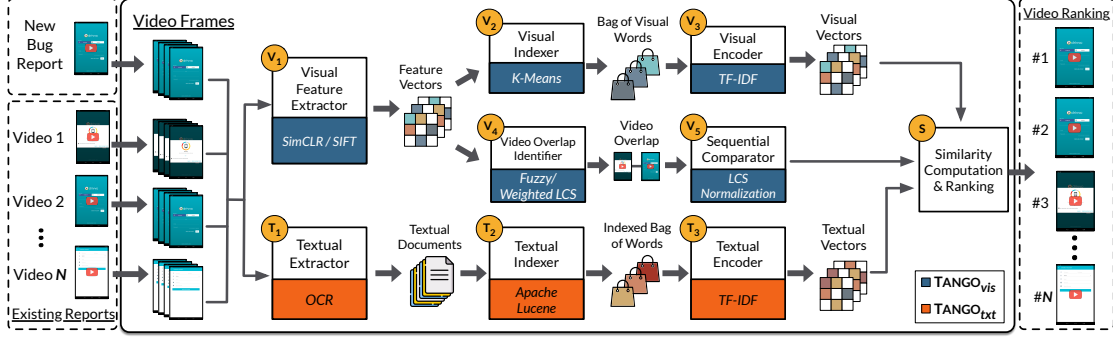 New
Bug
Report
Video 1
Video 2
Video N
Existing Reports
Video Frames
V1
Visual
Feature
Extractor
SimCLR / SIFT
Feature
Vectors
V2
Visual
Indexer
K-Means
Bag of Visual
Words
V3
Visual
Encoder
TF-IDF
Visual
Vectors
V4
Video Overlap
Identifier
Fuzzy/
Weighted LCS
Video
Overlap
V5
Sequential
Comparator
LCS
Normalization
S
Similarity
Computation
& Ranking
T1
Textual
Extractor
OCR
Textual
Documents
T2
Textual
Indexer
Apache
Lucene
Indexed Bag
of Words
T3
Textual
Encoder
TF-IDF
Textual
Vectors
TANGOvis
TANGOtxt
Video Ranking
#1
#2
#3
#N